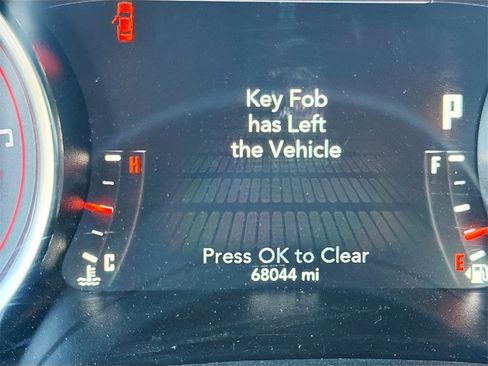 Key Fob
has Left
the Vehicle
P
H
F
C
E
Press OK to Clear
68044 mi